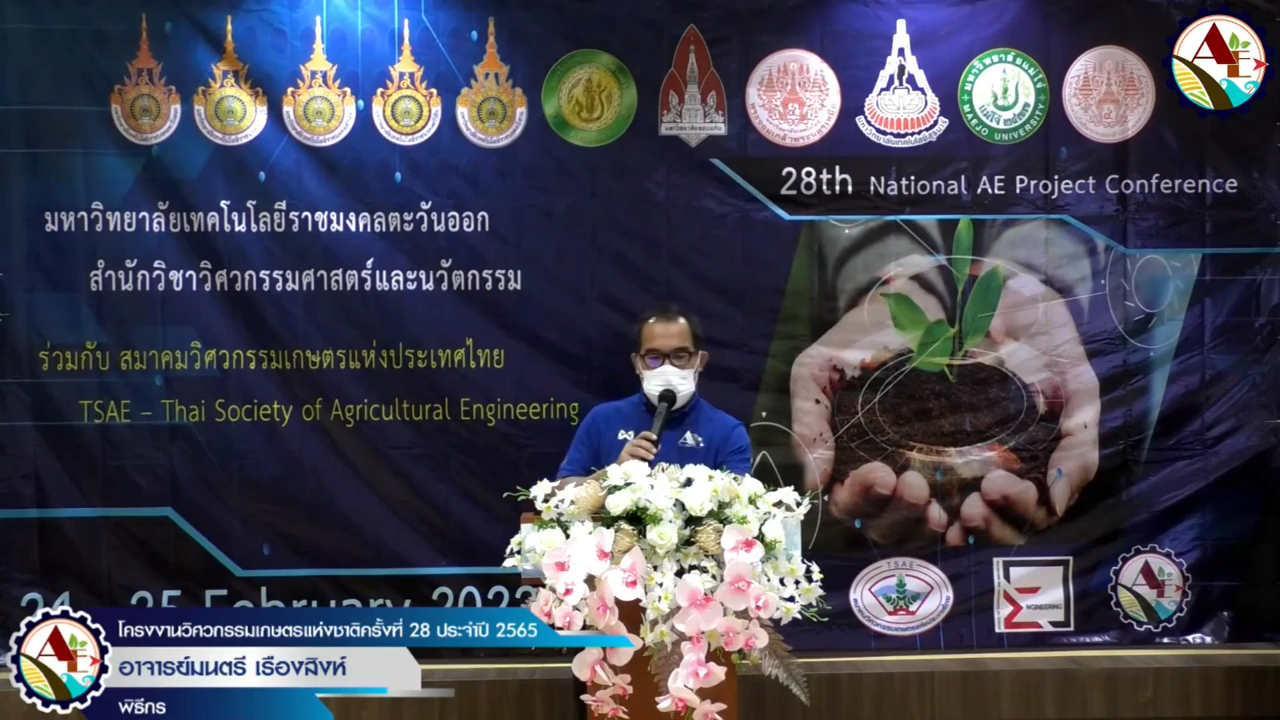 28th National AE Project Conference
มหาวิทยาลัยเทคโนโลยีราชมงคลตะวันออก
สำนักวิชาวิศวกรรมศาสตร์และนวัตกรรม
ร่วมกับ สมาคมวิศวกรรมเกษตรแห่งประเทศไทย
TSAE – Thai Society of Agricultural Engineering
MAEJO UNIVERSITY
TSAE
ENGINEERING
25 February
โครงงานวิศวกรรมเกษตรแห่งชาติครั้งที่ 28 ประจำปี 2565
อาจารย์มนตรี เรืองสิงห์
พิธีกร